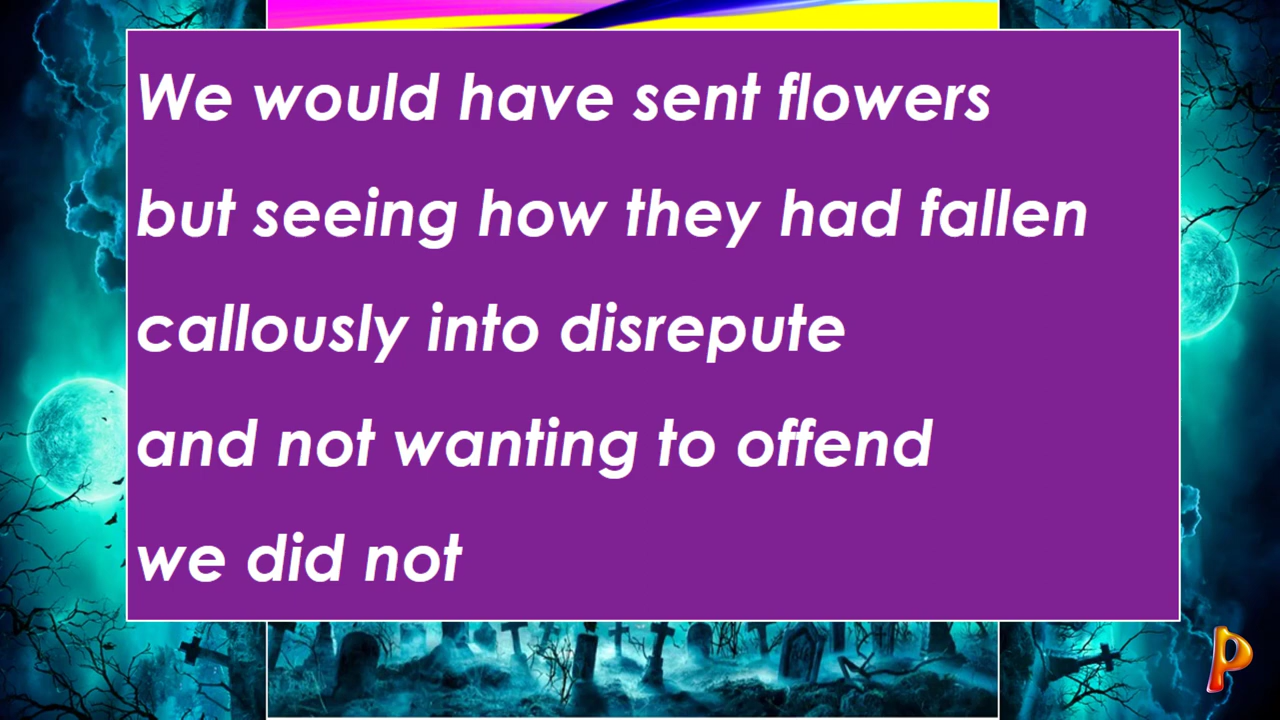 We would have sent flowers
but seeing how they had fallen
callously into disrepute
and not wanting to offend
we did not
P